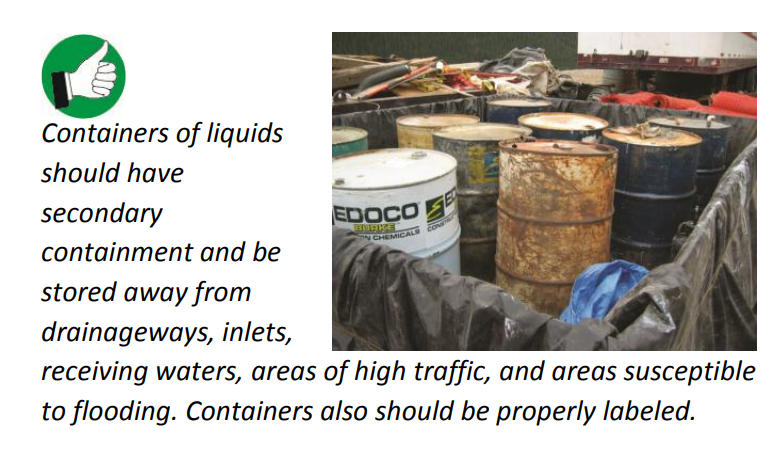 Containers of liquids
should have
secondary
containment and be
stored away from
drainageways, inlets,
receiving waters, areas of high traffic, and areas susceptible
to flooding. Containers also should be properly labeled.
EDOCO
BURKE
CHEMICALS